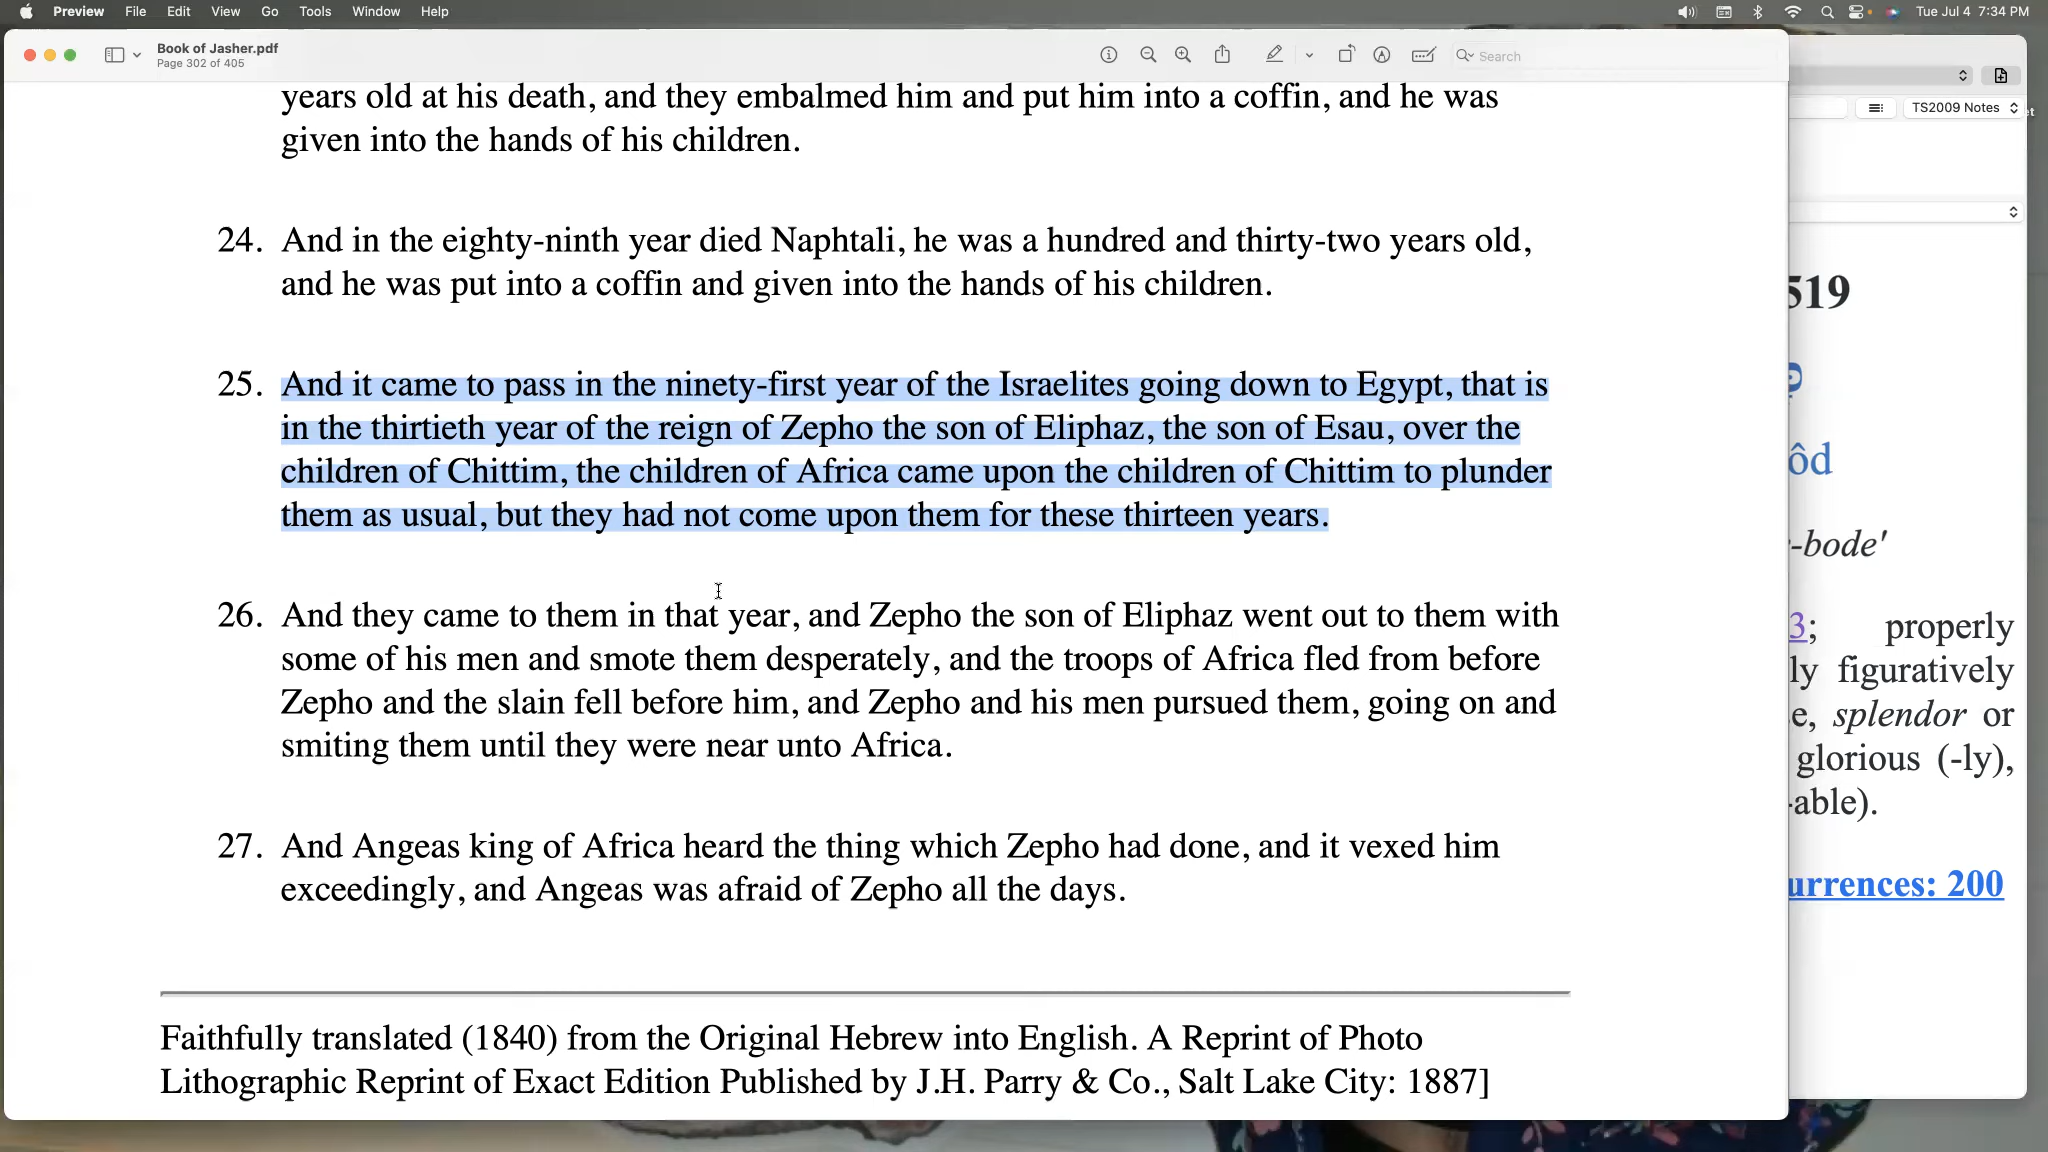 Preview File Edit View Go Tools Window Help
Tue Jul 4 7:34 PM
Book of Jasher.pdf
Page 302 of 405
Search
TS2009 Notes
years old at his death, and they embalmed him and put him into a coffin, and he was
given into the hands of his children.
24. And in the eighty-ninth year died Naphtali, he was a hundred and thirty-two years old,
and he was put into a coffin and given into the hands of his children.
25. And it came to pass in the ninety-first year of the Israelites going down to Egypt, that is
in the thirtieth year of the reign of Zepho the son of Eliphaz, the son of Esau, over the
children of Chittim, the children of Africa came upon the children of Chittim to plunder
them as usual, but they had not come upon them for these thirteen years.
26. And they came to them in that year, and Zepho the son of Eliphaz went out to them with
some of his men and smote them desperately, and the troops of Africa fled from before
Zepho and the slain fell before him, and Zepho and his men pursued them, going on and
smiting them until they were near unto Africa.
27. And Angeas king of Africa heard the thing which Zepho had done, and it vexed him
exceedingly, and Angeas was afraid of Zepho all the days.
Faithfully translated (1840) from the Original Hebrew into English. A Reprint of Photo
Lithographic Reprint of Exact Edition Published by J.H. Parry & Co., Salt Lake City: 1887]
519
ôd
-bode'
3; properly
ly figuratively
e, splendor or
glorious (-ly),
-able).
urrences: 200